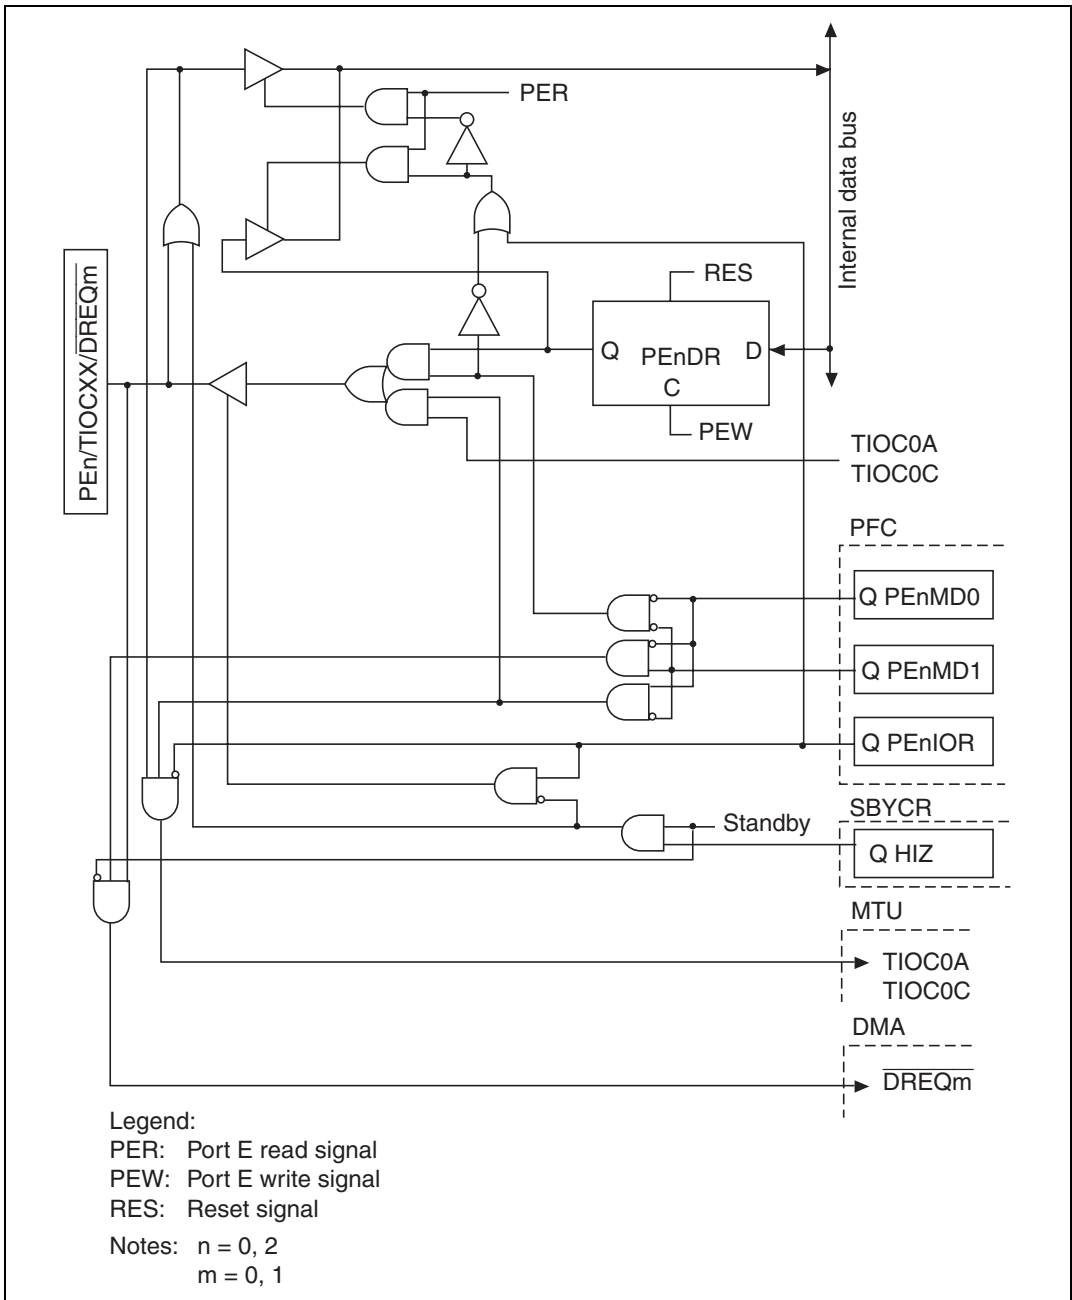 PER
Internal data bus
RES
PEn/TIOCXX/D̅R̅E̅Q̅m̅
Q PEnDR D
C
PEW
TIOC0A
TIOC0C
PFC
Q PEnMD0
Q PEnMD1
Q PEnIOR
SBYCR
Standby
Q HIZ
MTU
TIOC0A
TIOC0C
DMA
D̅R̅E̅Q̅m̅
Legend:
PER: Port E read signal
PEW: Port E write signal
RES: Reset signal
Notes: n = 0, 2
m = 0, 1